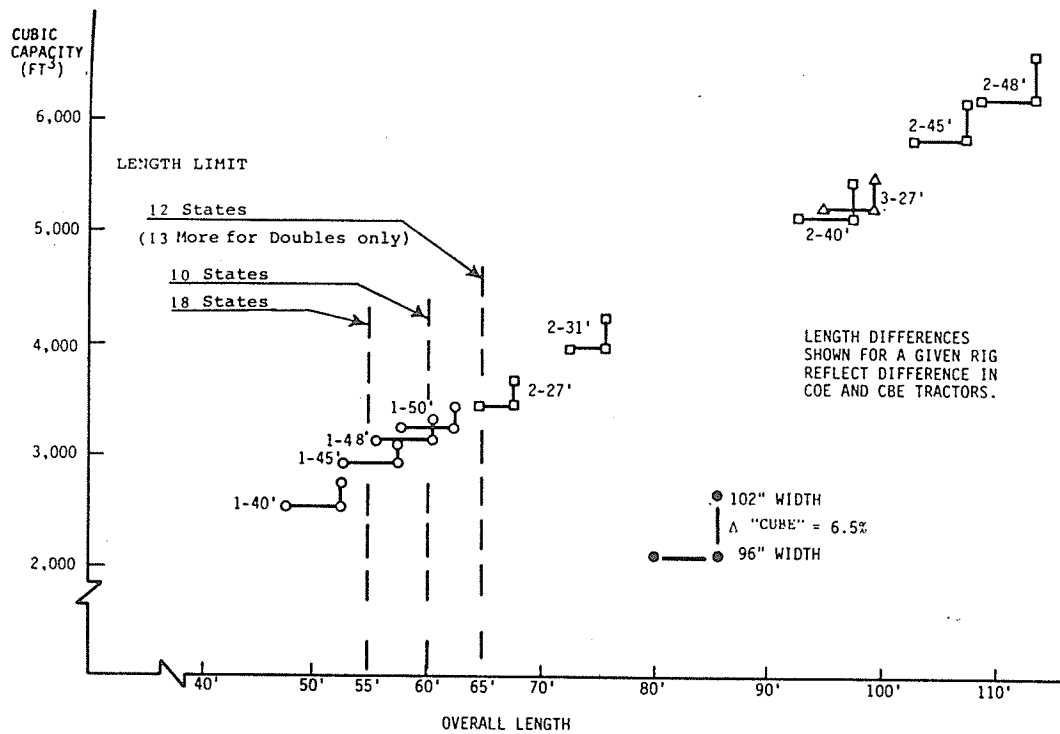 CUBIC
CAPACITY
(FT³)
6,000
5,000
4,000
3,000
2,000
LENGTH LIMIT
12 States
(13 More for Doubles only)
10 States
18 States
2-48'
2-45'
3-27'
2-40'
2-31'
2-27'
1-50'
1-48'
1-45'
1-40'
LENGTH DIFFERENCES
SHOWN FOR A GIVEN RIG
REFLECT DIFFERENCE IN
COE AND CBE TRACTORS.
102" WIDTH
Δ "CUBE" = 6.5%
96" WIDTH
40'
50'
55'
60'
65'
70'
80'
90'
100'
110'
OVERALL LENGTH